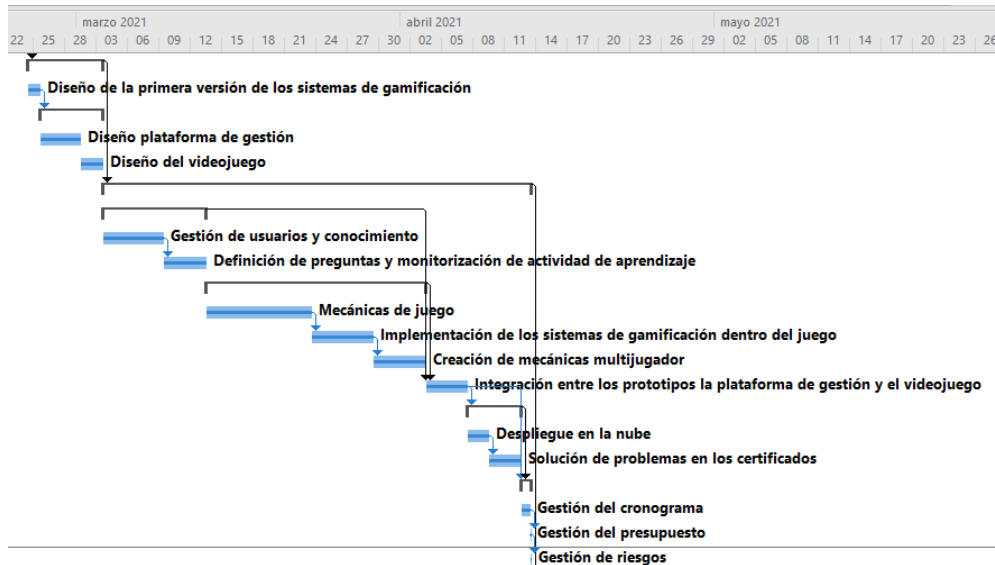 marzo 2021 abril 2021 mayo 2021
22 25 28 03 06 09 12 15 18 21 24 27 30 02 05 08 11 14 17 20 23 26 29 02 05 08 11 14 17 20 23 26
Diseño de la primera versión de los sistemas de gamificación
Diseño plataforma de gestión
Diseño del videojuego
Gestión de usuarios y conocimiento
Definición de preguntas y monitorización de actividad de aprendizaje
Mecánicas de juego
Implementación de los sistemas de gamificación dentro del juego
Creación de mecánicas multijugador
Integración entre los prototipos la plataforma de gestión y el videojuego
Despliegue en la nube
Solución de problemas en los certificados
Gestión del cronograma
Gestión del presupuesto
Gestión de riesgos